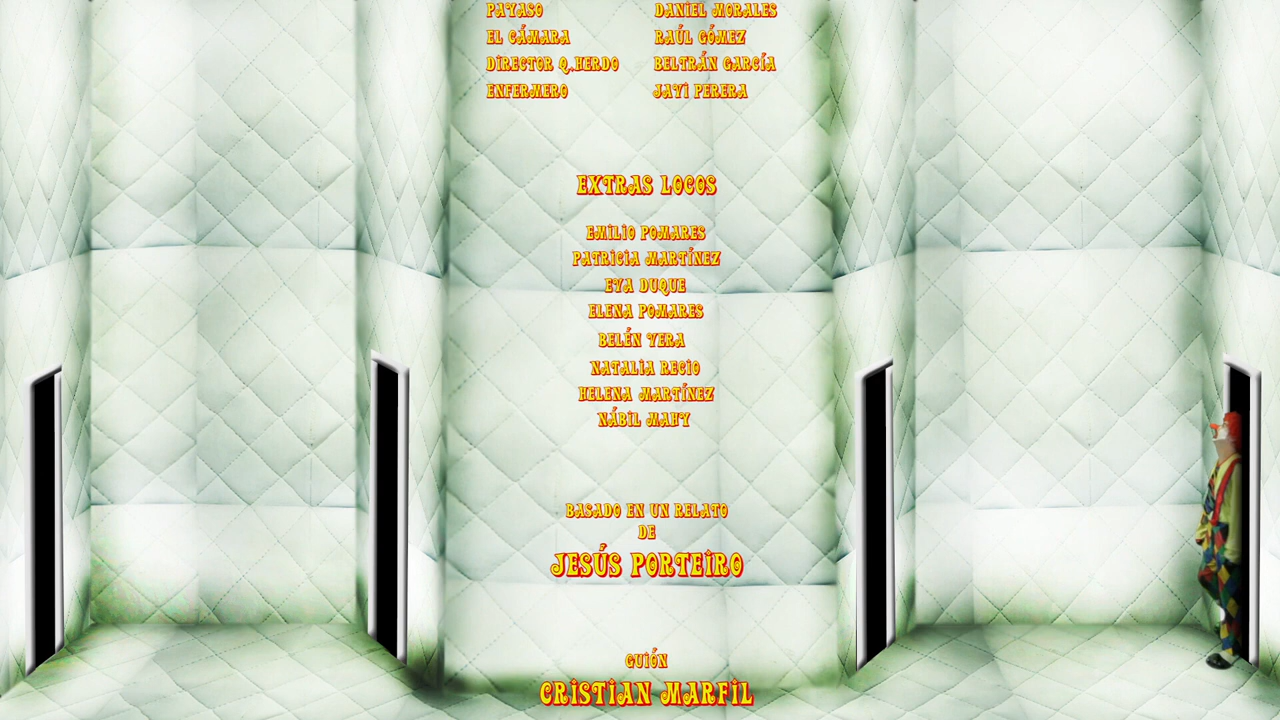 PAYASO DANIEL MORALES
EL CÁMARA RAÚL GÓMEZ
DIRECTOR Q.HERDO BELTRÁN GARCÍA
ENFERMERO JAVI PERERA
EXTRAS LOCOS
EMILIO POMARES
PATRICIA MARTÍNEZ
EVA DUQUE
ELENA POMARES
BELÉN VERA
NATALIA RECIO
HELENA MARTÍNEZ
NÁBIL MAHY
BASADO EN UN RELATO
DE
JESÚS PORTEIRO
GUIÓN
CRISTIAN MARFIL